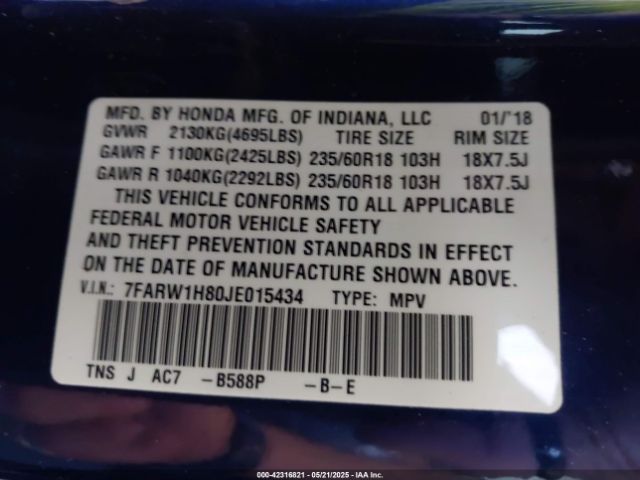 MFD. BY HONDA MFG. OF INDIANA, LLC 01/'18
GVWR 2130KG(4695LBS) TIRE SIZE RIM SIZE
GAWR F 1100KG(2425LBS) 235/60R18 103H 18X7.5J
GAWR R 1040KG(2292LBS) 235/60R18 103H 18X7.5J
THIS VEHICLE CONFORMS TO ALL APPLICABLE
FEDERAL MOTOR VEHICLE SAFETY
AND THEFT PREVENTION STANDARDS IN EFFECT
ON THE DATE OF MANUFACTURE SHOWN ABOVE.
V.I.N.: 7FARW1H80JE015434 TYPE: MPV
TNS J AC7 -B588P -B-E
000-42316821 - 05/21/2025 - IAA Inc.